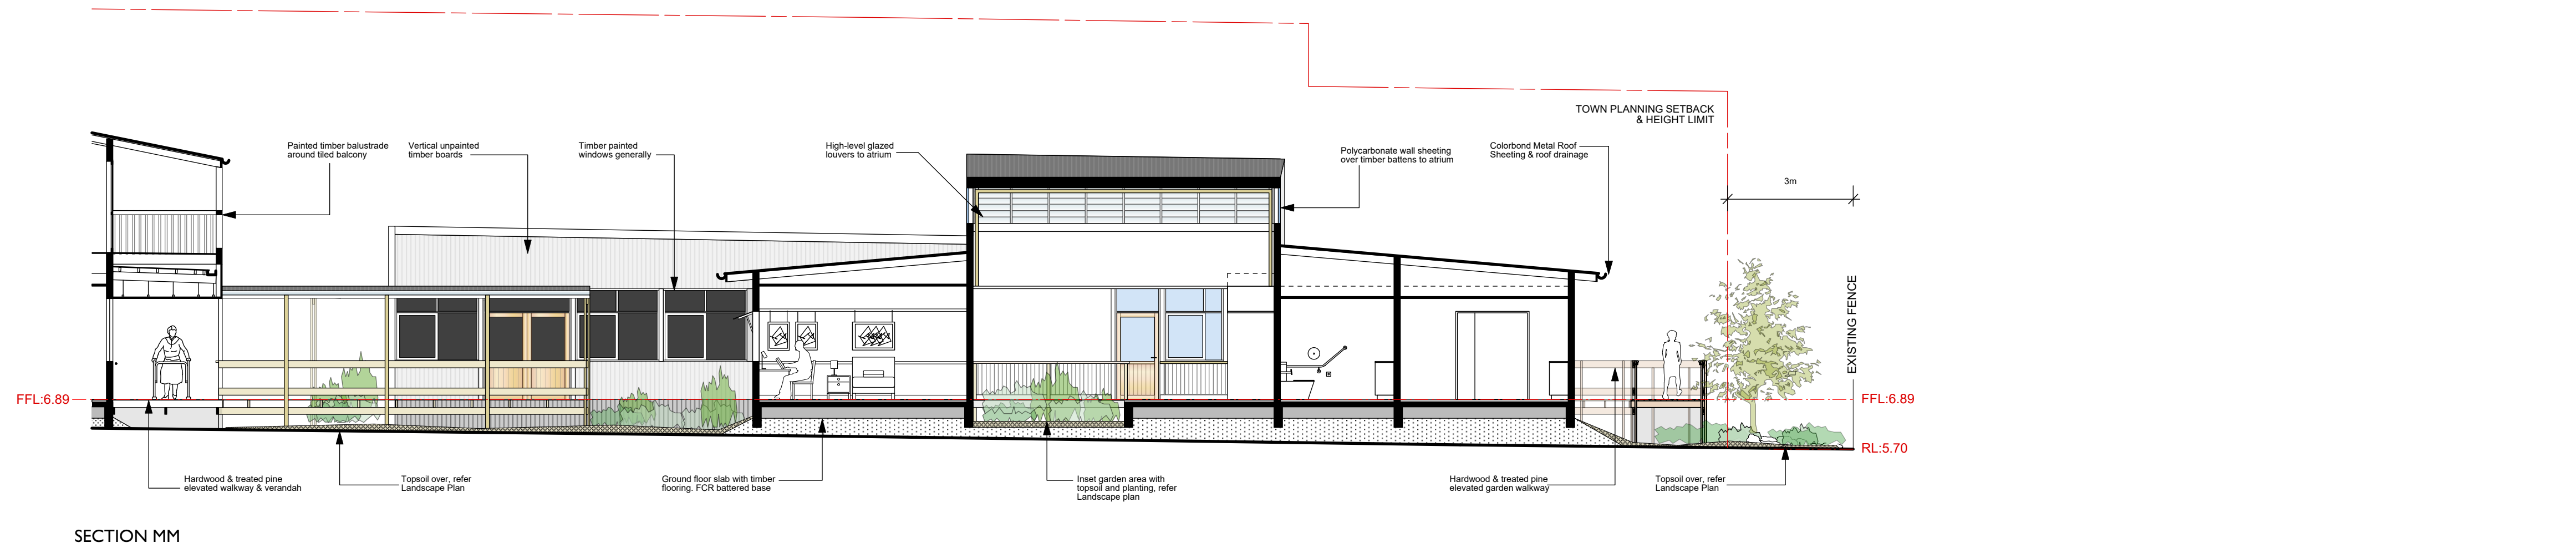 TOWN PLANNING SETBACK
& HEIGHT LIMIT
Painted timber balustrade
around tiled balcony
Vertical unpainted
timber boards
Timber painted
windows generally
High-level glazed
louvers to atrium
Polycarbonate wall sheeting
over timber battens to atrium
Colorbond Metal Roof
Sheeting & roof drainage
3m
EXISTING FENCE
FFL:6.89
FFL:6.89
RL:5.70
Hardwood & treated pine
elevated walkway & verandah
Topsoil over, refer
Landscape Plan
Ground floor slab with timber
flooring. FCR battered base
Inset garden area with
topsoil and planting, refer
Landscape plan
Hardwood & treated pine
elevated garden walkway
Topsoil over, refer
Landscape Plan
SECTION MM